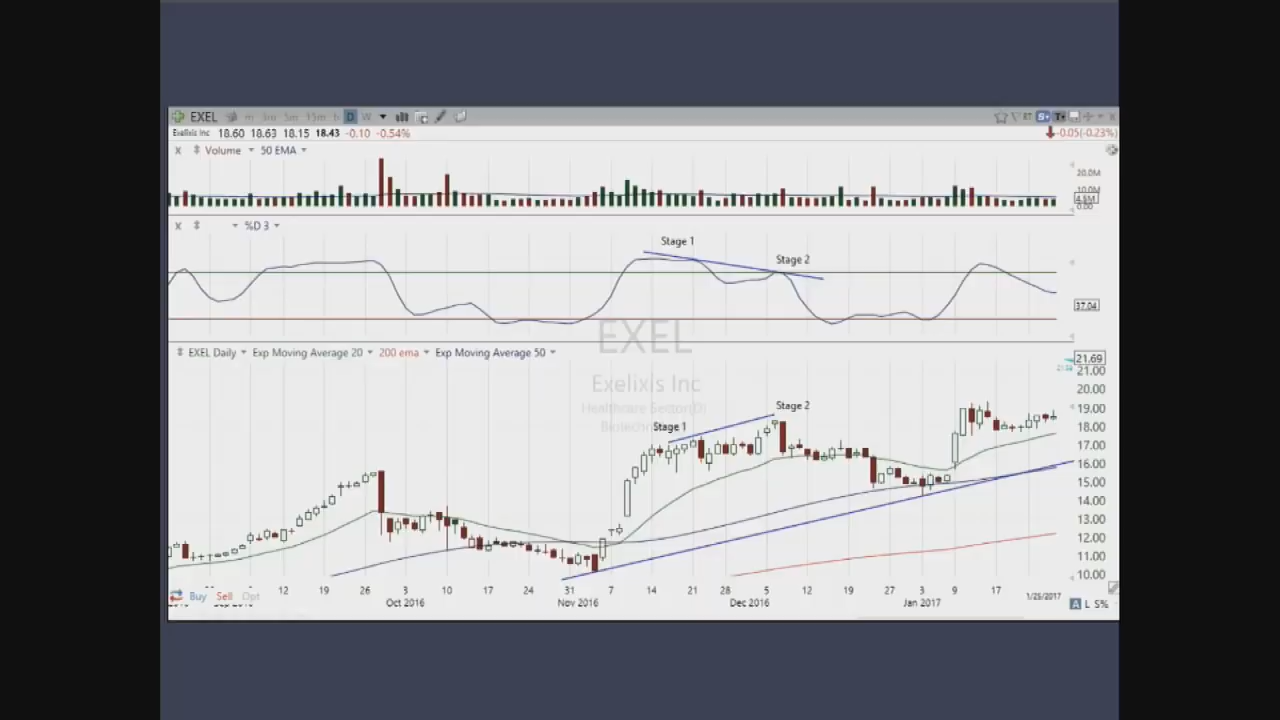 EXEL
D W
Exelixis Inc 18.60 18.63 18.15 18.43 -0.10 -0.54%
-0.05(-0.23%)
X Volume 50 EMA
20.0M
10.0M
0.00
X %D 3
Stage 1
Stage 2
37.04
EXEL
Exelixis Inc
EXEL Daily Exp Moving Average 20 200 ema Exp Moving Average 50
21.69
21.00
20.00
19.00
18.00
17.00
16.00
15.00
14.00
13.00
12.00
11.00
10.00
Stage 2
Stage 1
12 19 26 3 10 17 24 31 7 14 21 28 5 12 19 27 3 9 17
Oct 2016 Nov 2016 Dec 2016 Jan 2017
1/25/2017
Buy Sell Opt
A L S%